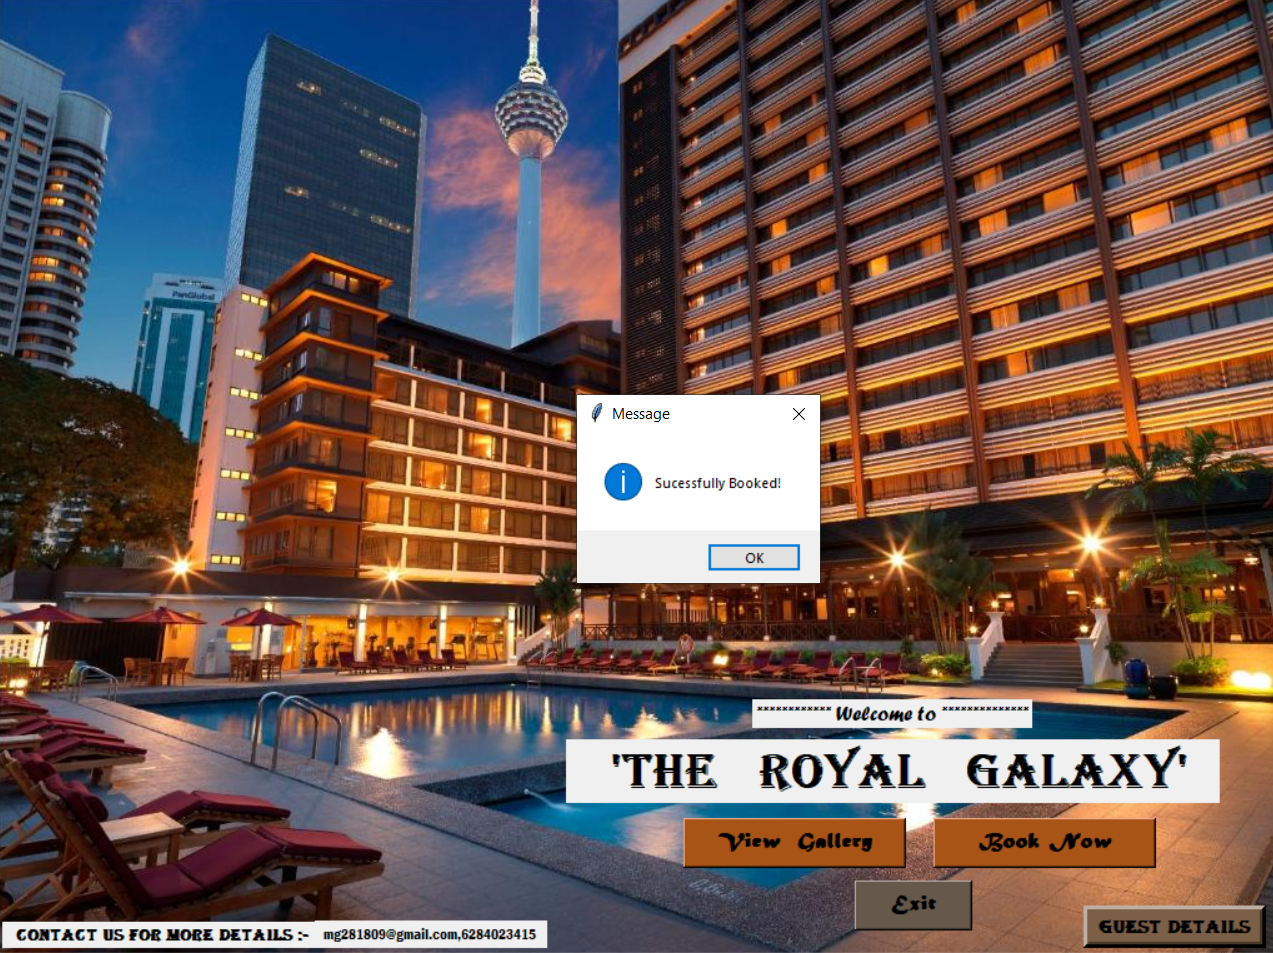 PanGlobal
Message
Sucessfully Booked!
OK
************ Welcome to **************
'THE ROYAL GALAXY'
View Gallery
Book Now
Exit
GUEST DETAILS
CONTACT US FOR MORE DETAILS :- mg281809@gmail.com,6284023415